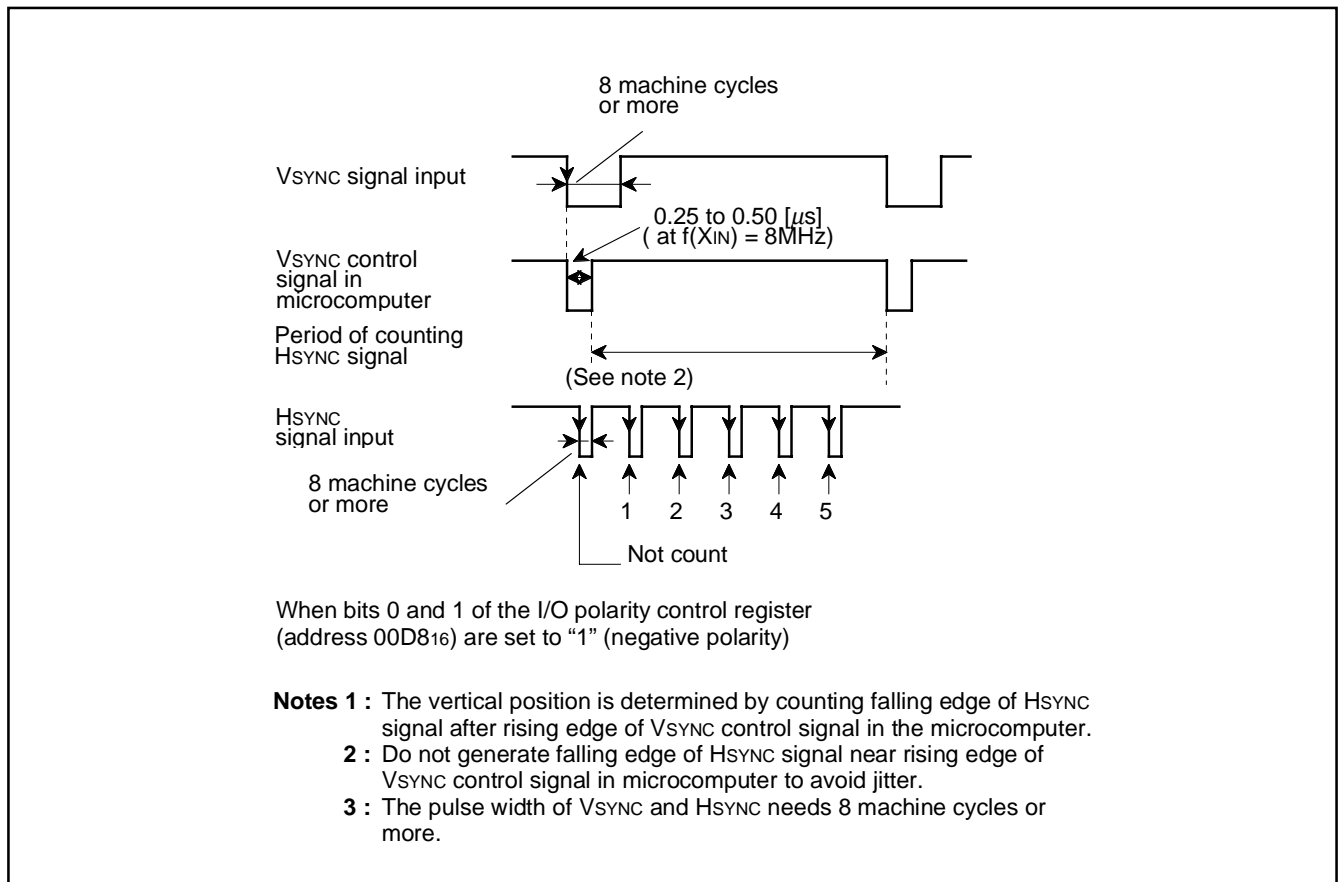 8 machine cycles
or more
VSYNC signal input
0.25 to 0.50 [μs]
( at f(XIN) = 8MHz)
VSYNC control
signal in
microcomputer
Period of counting
HSYNC signal
(See note 2)
HSYNC
signal input
8 machine cycles
or more
1 2 3 4 5
Not count
When bits 0 and 1 of the I/O polarity control register
(address 00D816) are set to “1” (negative polarity)
Notes 1 : The vertical position is determined by counting falling edge of HSYNC
signal after rising edge of VSYNC control signal in the microcomputer.
2 : Do not generate falling edge of HSYNC signal near rising edge of
VSYNC control signal in microcomputer to avoid jitter.
3 : The pulse width of VSYNC and HSYNC needs 8 machine cycles or
more.